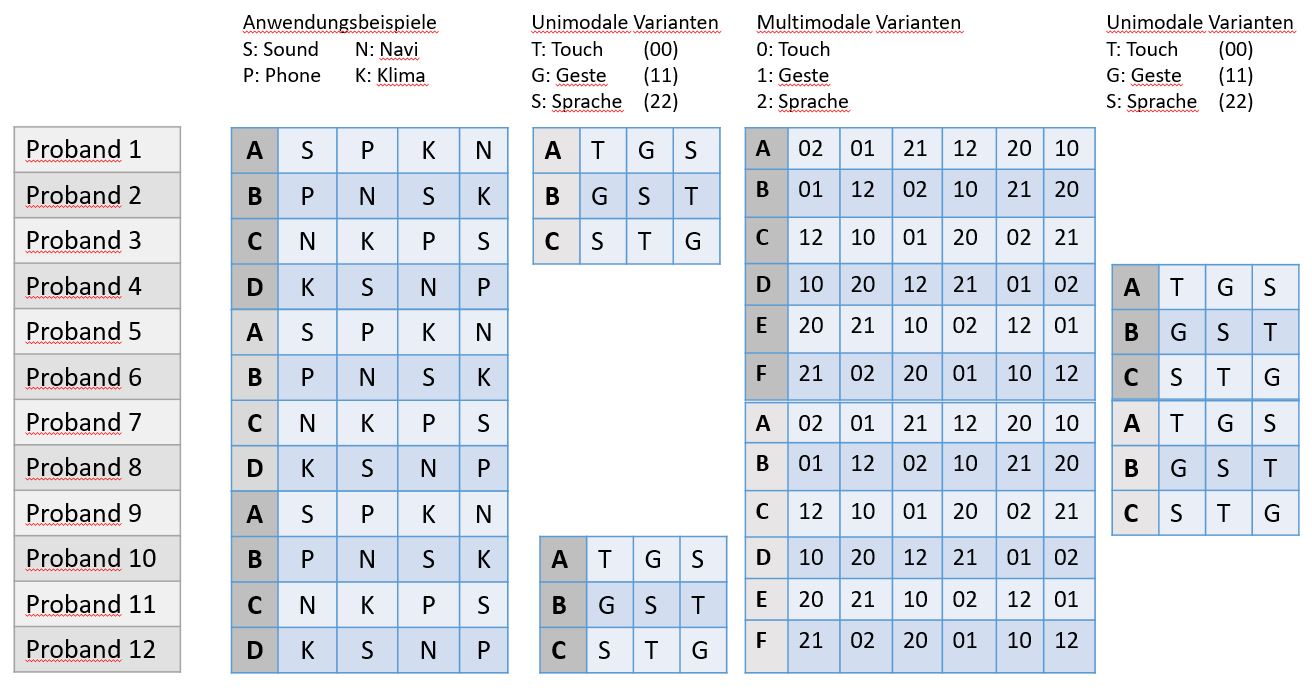 Anwendungsbeispiele Unimodale Varianten Multimodale Varianten Unimodale Varianten
S: Sound N: Navi T: Touch (00) 0: Touch T: Touch (00)
P: Phone K: Klima G: Geste (11) 1: Geste G: Geste (11)
S: Sprache (22) 2: Sprache S: Sprache (22)
Proband 1 A S P K N A T G S A 02 01 21 12 20 10
Proband 2 B P N S K B G S T B 01 12 02 10 21 20
Proband 3 C N K P S C S T G C 12 10 01 20 02 21
Proband 4 D K S N P D 10 20 12 21 01 02 A T G S
Proband 5 A S P K N E 20 21 10 02 12 01 B G S T
Proband 6 B P N S K F 21 02 20 01 10 12 C S T G
Proband 7 C N K P S A 02 01 21 12 20 10 A T G S
Proband 8 D K S N P B 01 12 02 10 21 20 B G S T
Proband 9 A S P K N C 12 10 01 20 02 21 C S T G
Proband 10 B P N S K A T G S D 10 20 12 21 01 02
Proband 11 C N K P S B G S T E 20 21 10 02 12 01
Proband 12 D K S N P C S T G F 21 02 20 01 10 12